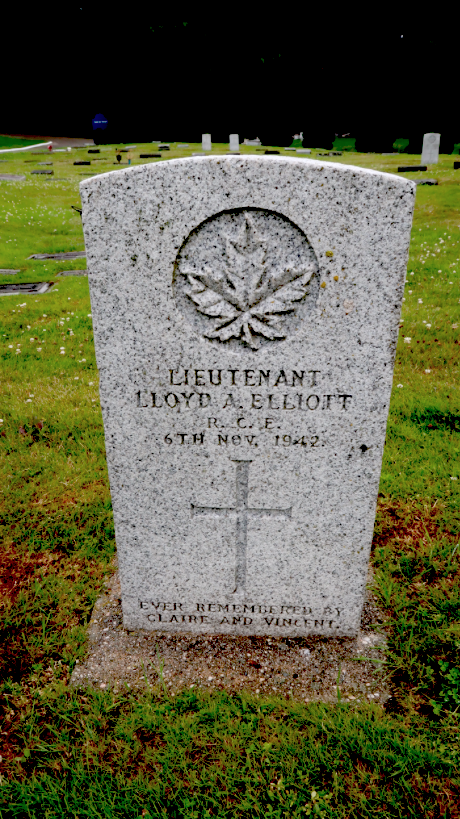 LIEUTENANT
LLOYD A. ELLIOTT
R. C. E.
6TH NOV. 1942.
EVER REMEMBERED BY
CLAIRE AND VINCENT.